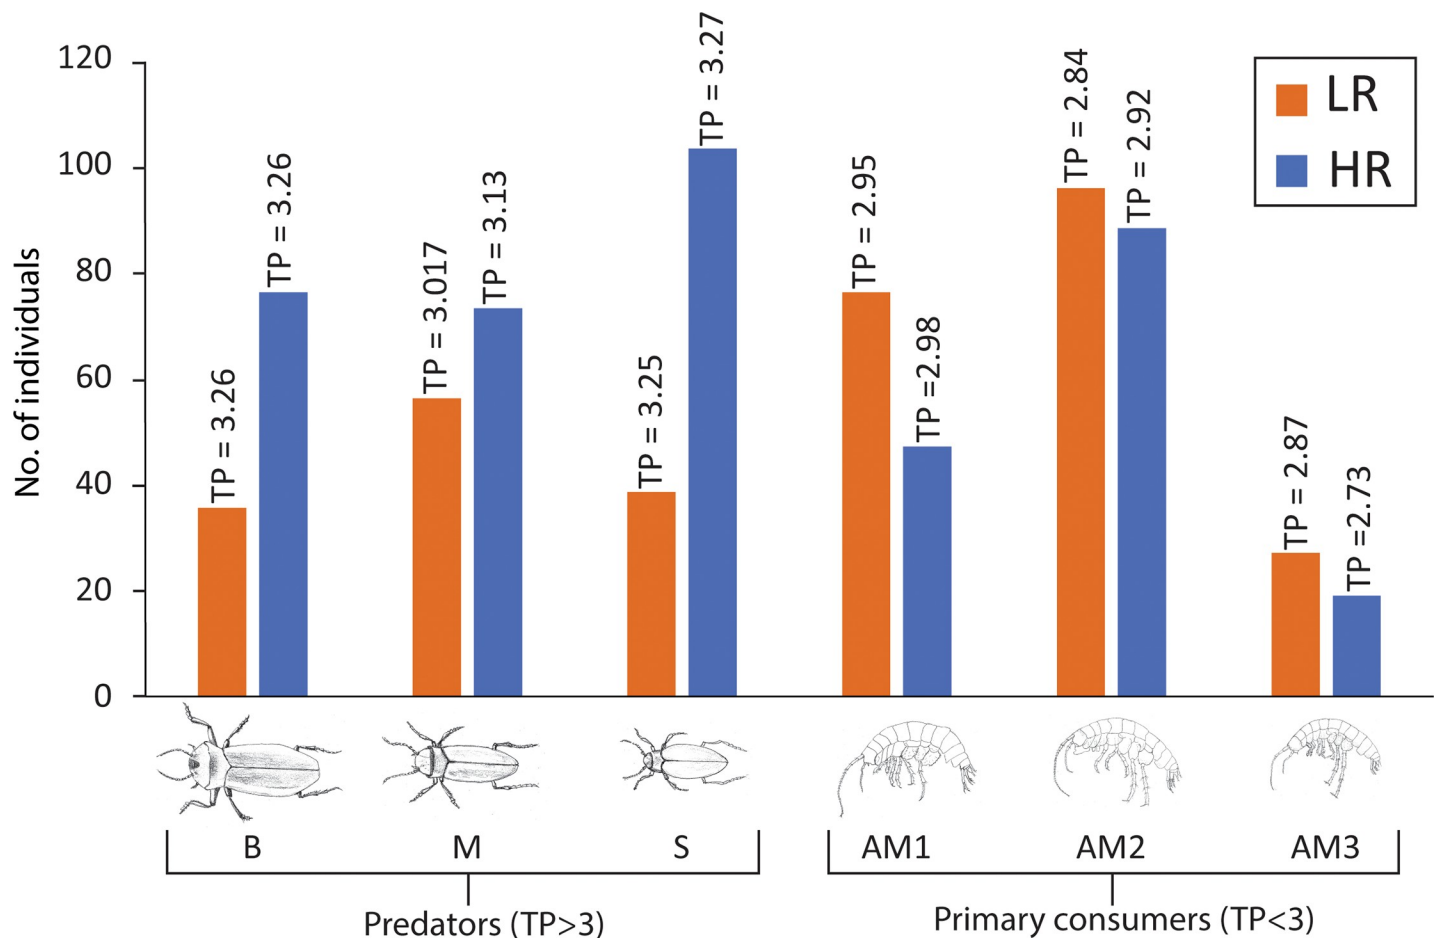 No. of individuals
120
100
80
60
40
20
0
TP = 3.26
TP = 3.26
TP = 3.017
TP = 3.13
TP = 3.25
TP = 3.27
TP = 2.95
TP =2.98
TP = 2.84
TP = 2.92
TP = 2.87
TP =2.73
LR
HR
B
M
S
AM1
AM2
AM3
Predators (TP>3)
Primary consumers (TP<3)